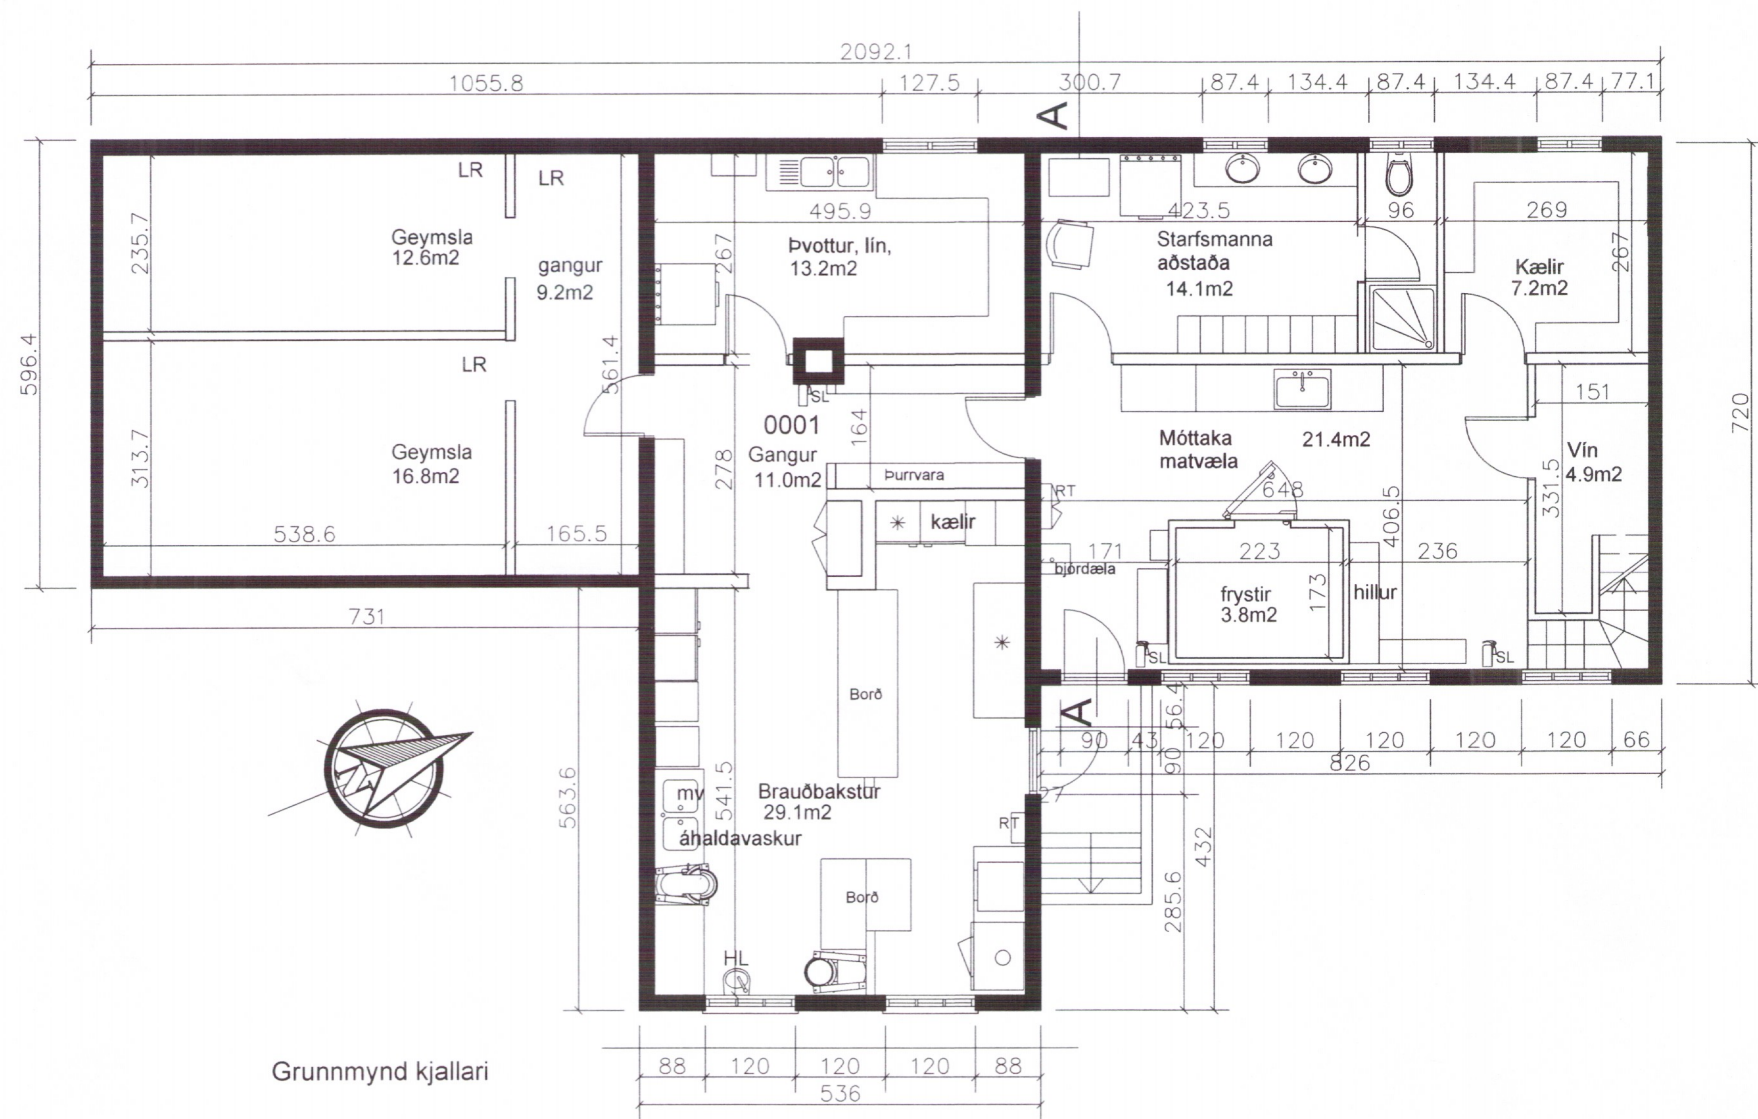 2092.1
1055.8
127.5
300.7
87.4
134.4
87.4
134.4
87.4
77.1
A
LR
LR
235.7
Geymsla
12.6m2
gangur
9.2m2
596.4
561.4
LR
313.7
Geymsla
16.8m2
538.6
165.5
731
495.9
267
Þvottur, lín,
13.2m2
SL
0001
Gangur
11.0m2
164
278
Þurrvara
kælir
423.5
96
269
Starfsmanna
aðstaða
14.1m2
Kælir
7.2m2
267
720
151
Móttaka
matvæla
21.4m2
Vín
4.9m2
331.5
RT
648
406.5
171
223
236
bjórdæla
frystir
3.8m2
173
hillur
SL
SL
A
56.4
90
43
120
120
120
120
120
66
826
90
27
432
285.6
Borð
563.6
541.5
mv
Brauðbakstur
29.1m2
áhaldavaskur
RT
Borð
HL
N
Grunnmynd kjallari
88
120
120
120
88
536